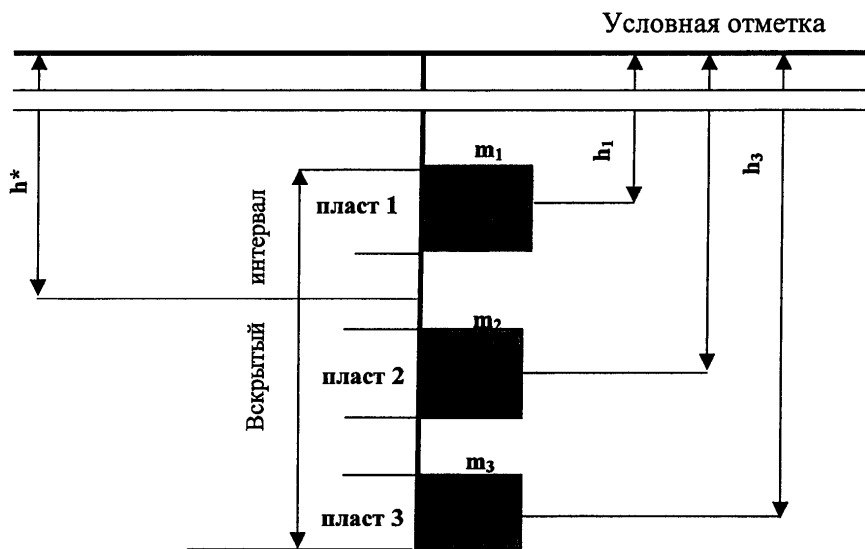 Условная отметка
h*
Вскрытый интервал
m₁
пласт 1
h₁
h₃
m₂
пласт 2
m₃
пласт 3